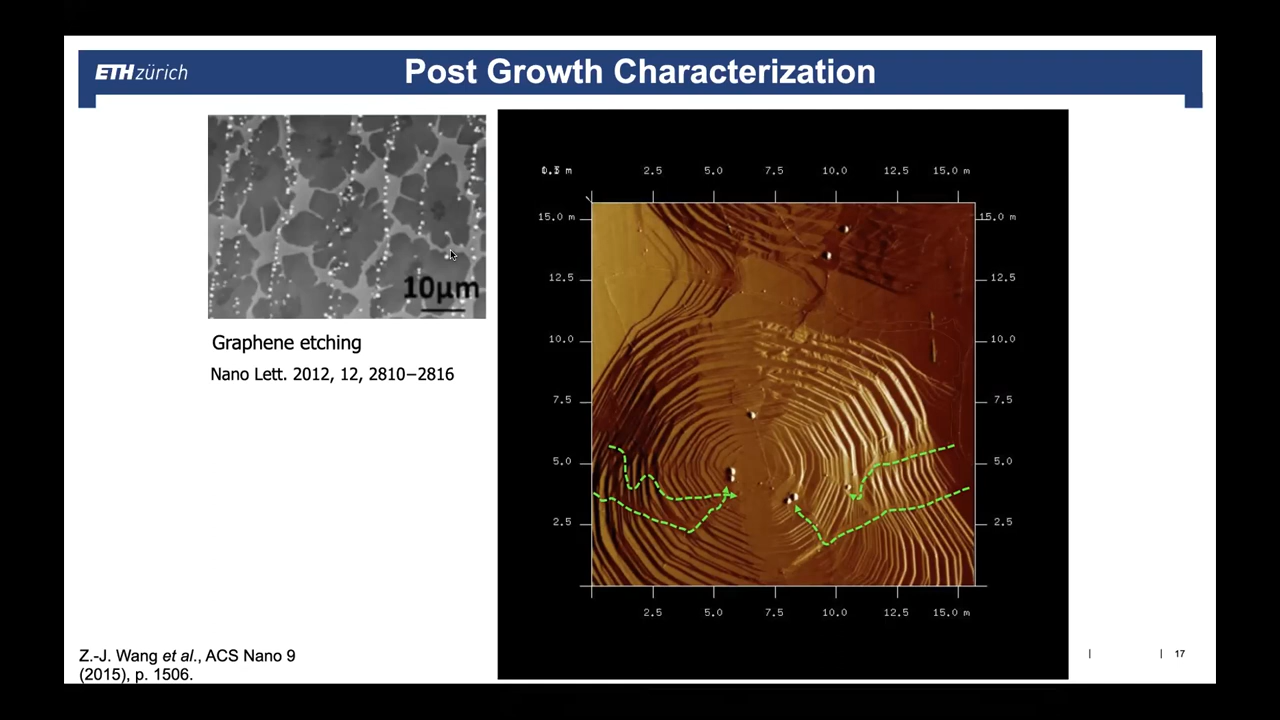 ETH zürich
Post Growth Characterization
10µm
Graphene etching
Nano Lett. 2012, 12, 2810−2816
2.5 5.0 7.5 10.0 12.5 15.0 m
15.0 m 15.0 m
12.5 12.5
10.0 10.0
7.5 7.5
5.0 5.0
2.5 2.5
2.5 5.0 7.5 10.0 12.5 15.0 m
Z.-J. Wang et al., ACS Nano 9
(2015), p. 1506.
| | 17